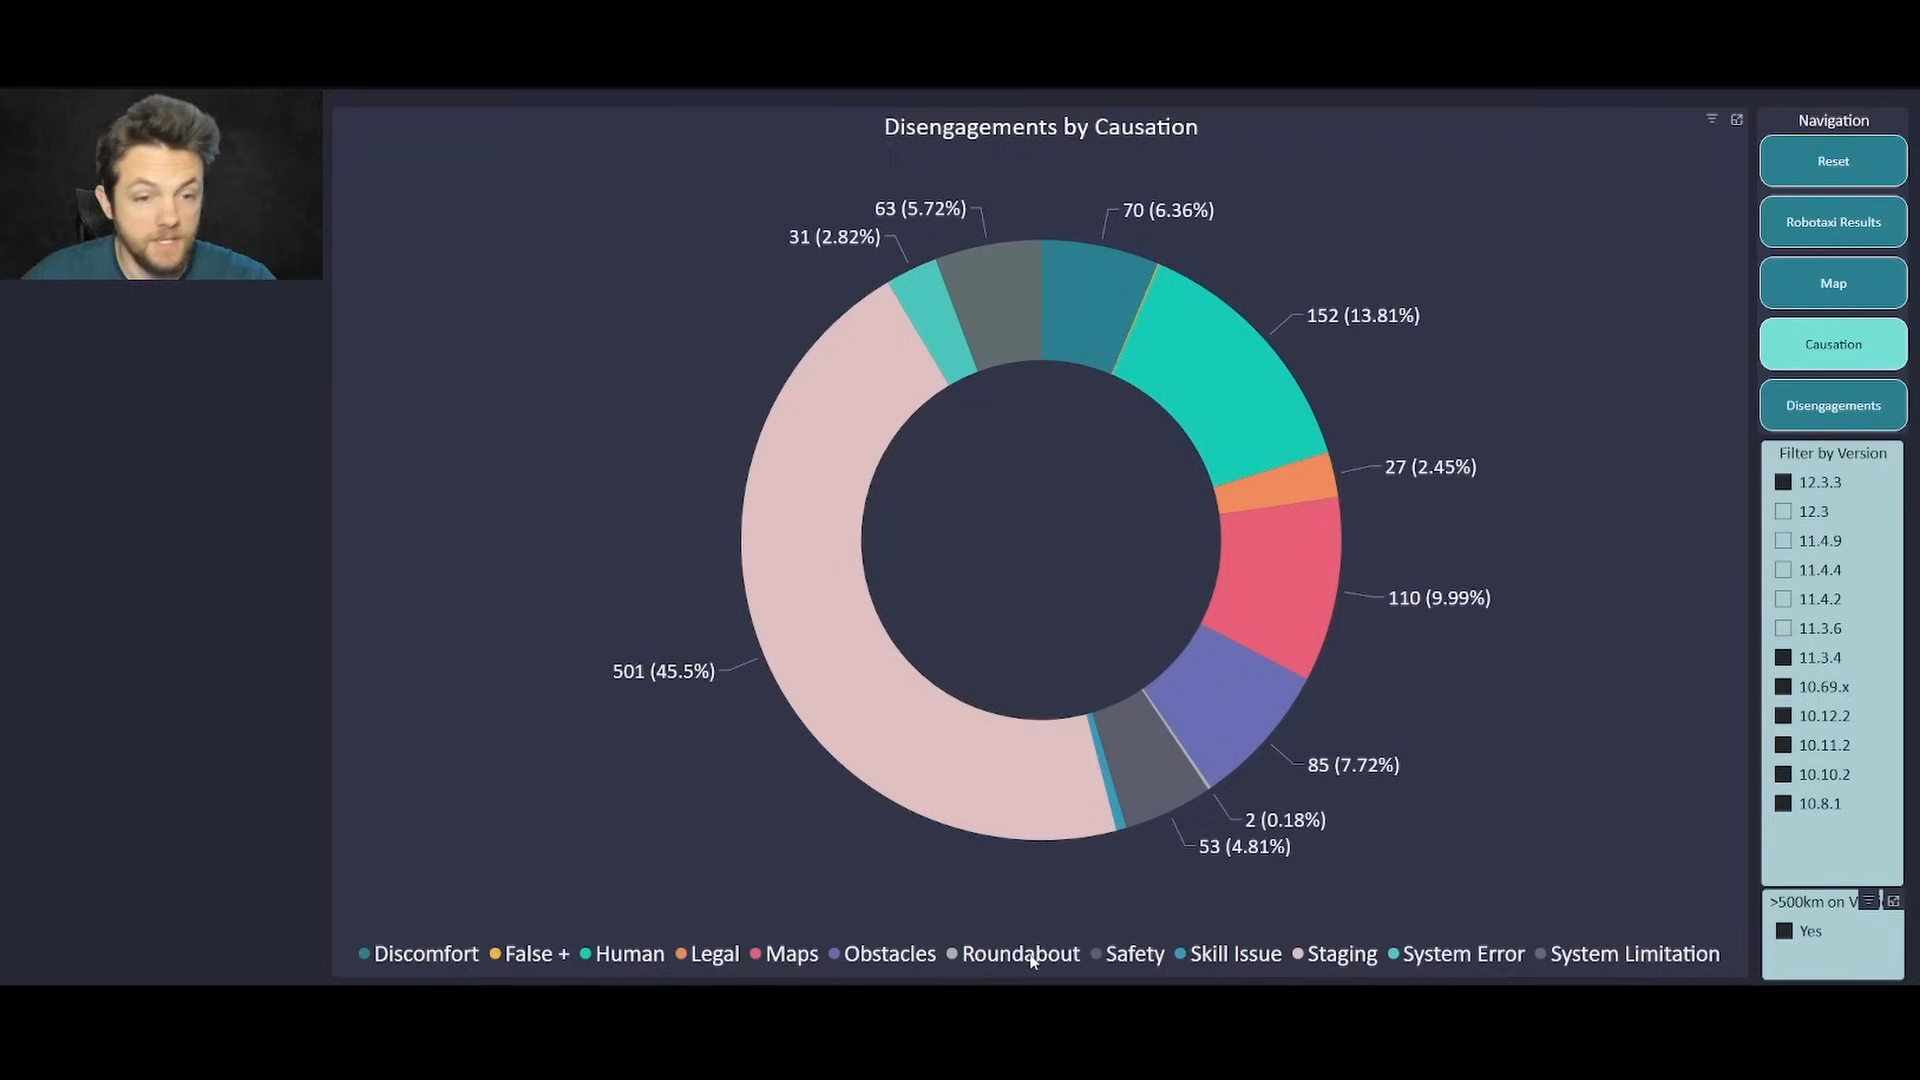 Disengagements by Causation
63 (5.72%)
70 (6.36%)
31 (2.82%)
152 (13.81%)
27 (2.45%)
110 (9.99%)
501 (45.5%)
85 (7.72%)
2 (0.18%)
53 (4.81%)
Discomfort False + Human Legal Maps Obstacles Roundabout Safety Skill Issue Staging System Error System Limitation
Navigation
Reset
Robotaxi Results
Map
Causation
Disengagements
Filter by Version
12.3.3
12.3
11.4.9
11.4.4
11.4.2
11.3.6
11.3.4
10.69.x
10.12.2
10.11.2
10.10.2
10.8.1
>500km on
Yes